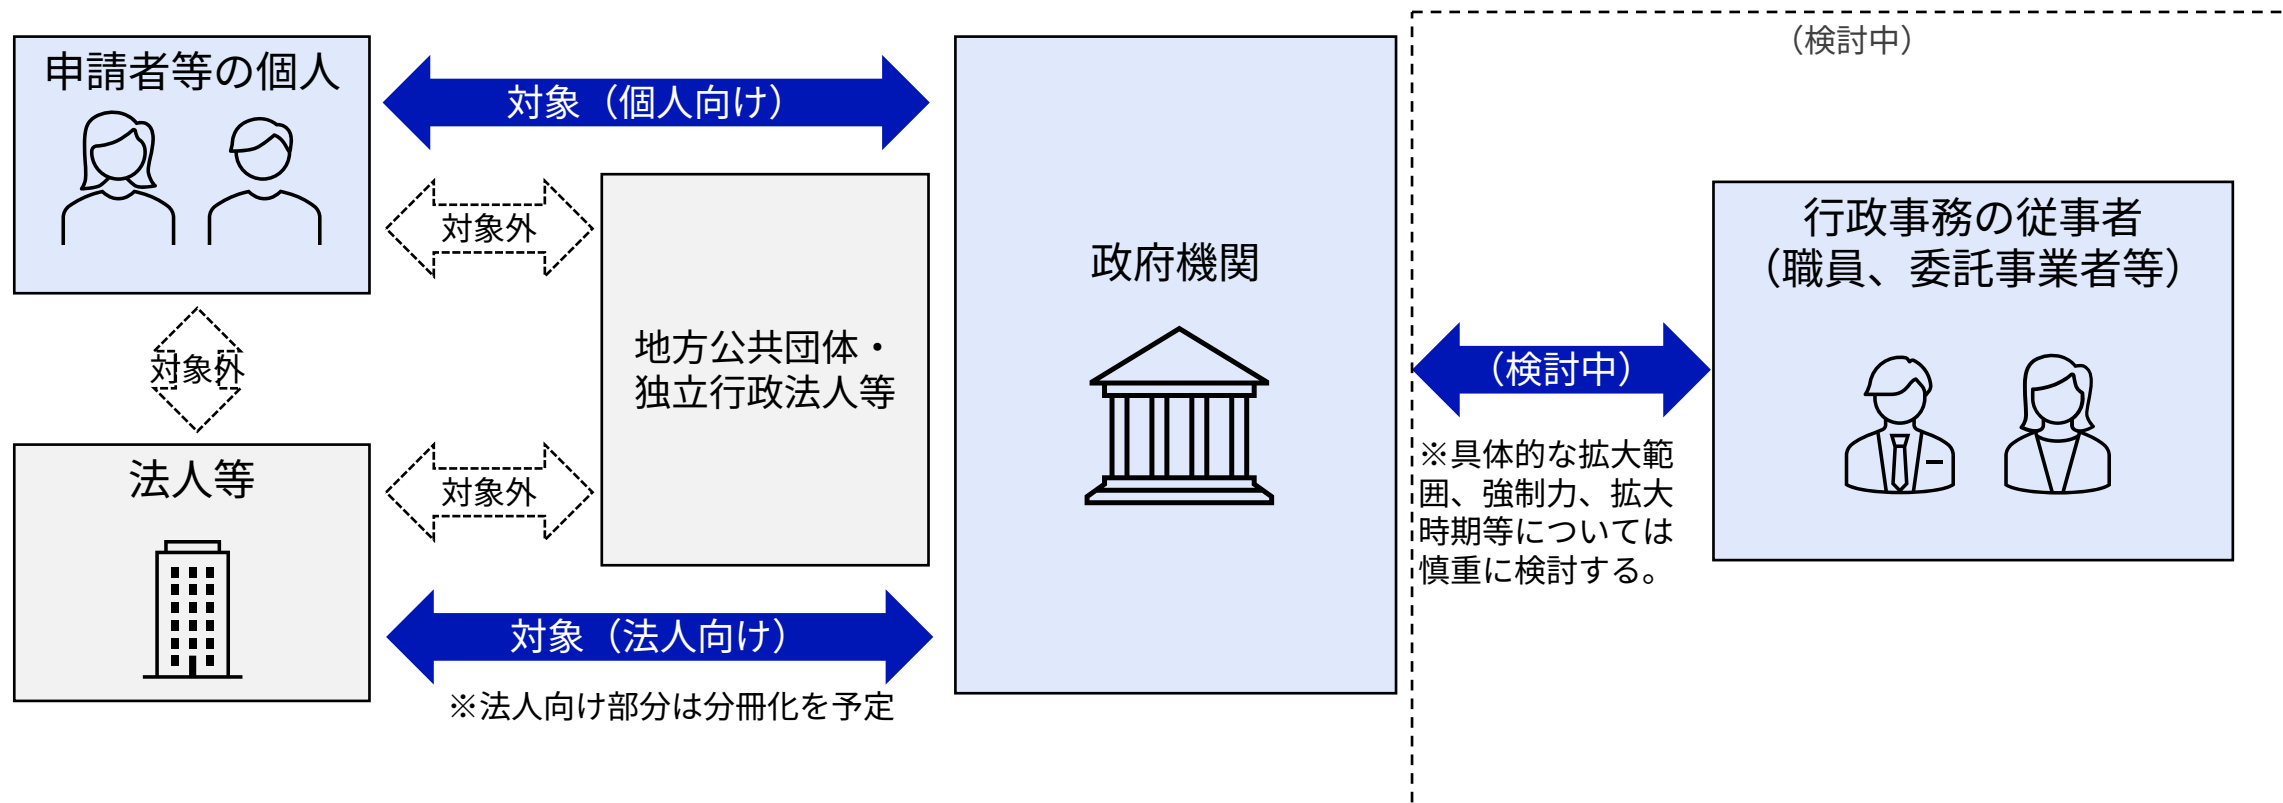 申請者等の個人
対象（個人向け）
対象外
対象外
法人等
対象外
地方公共団体・
独立行政法人等
対象（法人向け）
※法人向け部分は分冊化を予定
政府機関
（検討中）
（検討中）
※具体的な拡大範
囲、強制力、拡大
時期等については
慎重に検討する。
行政事務の従事者
（職員、委託事業者等）